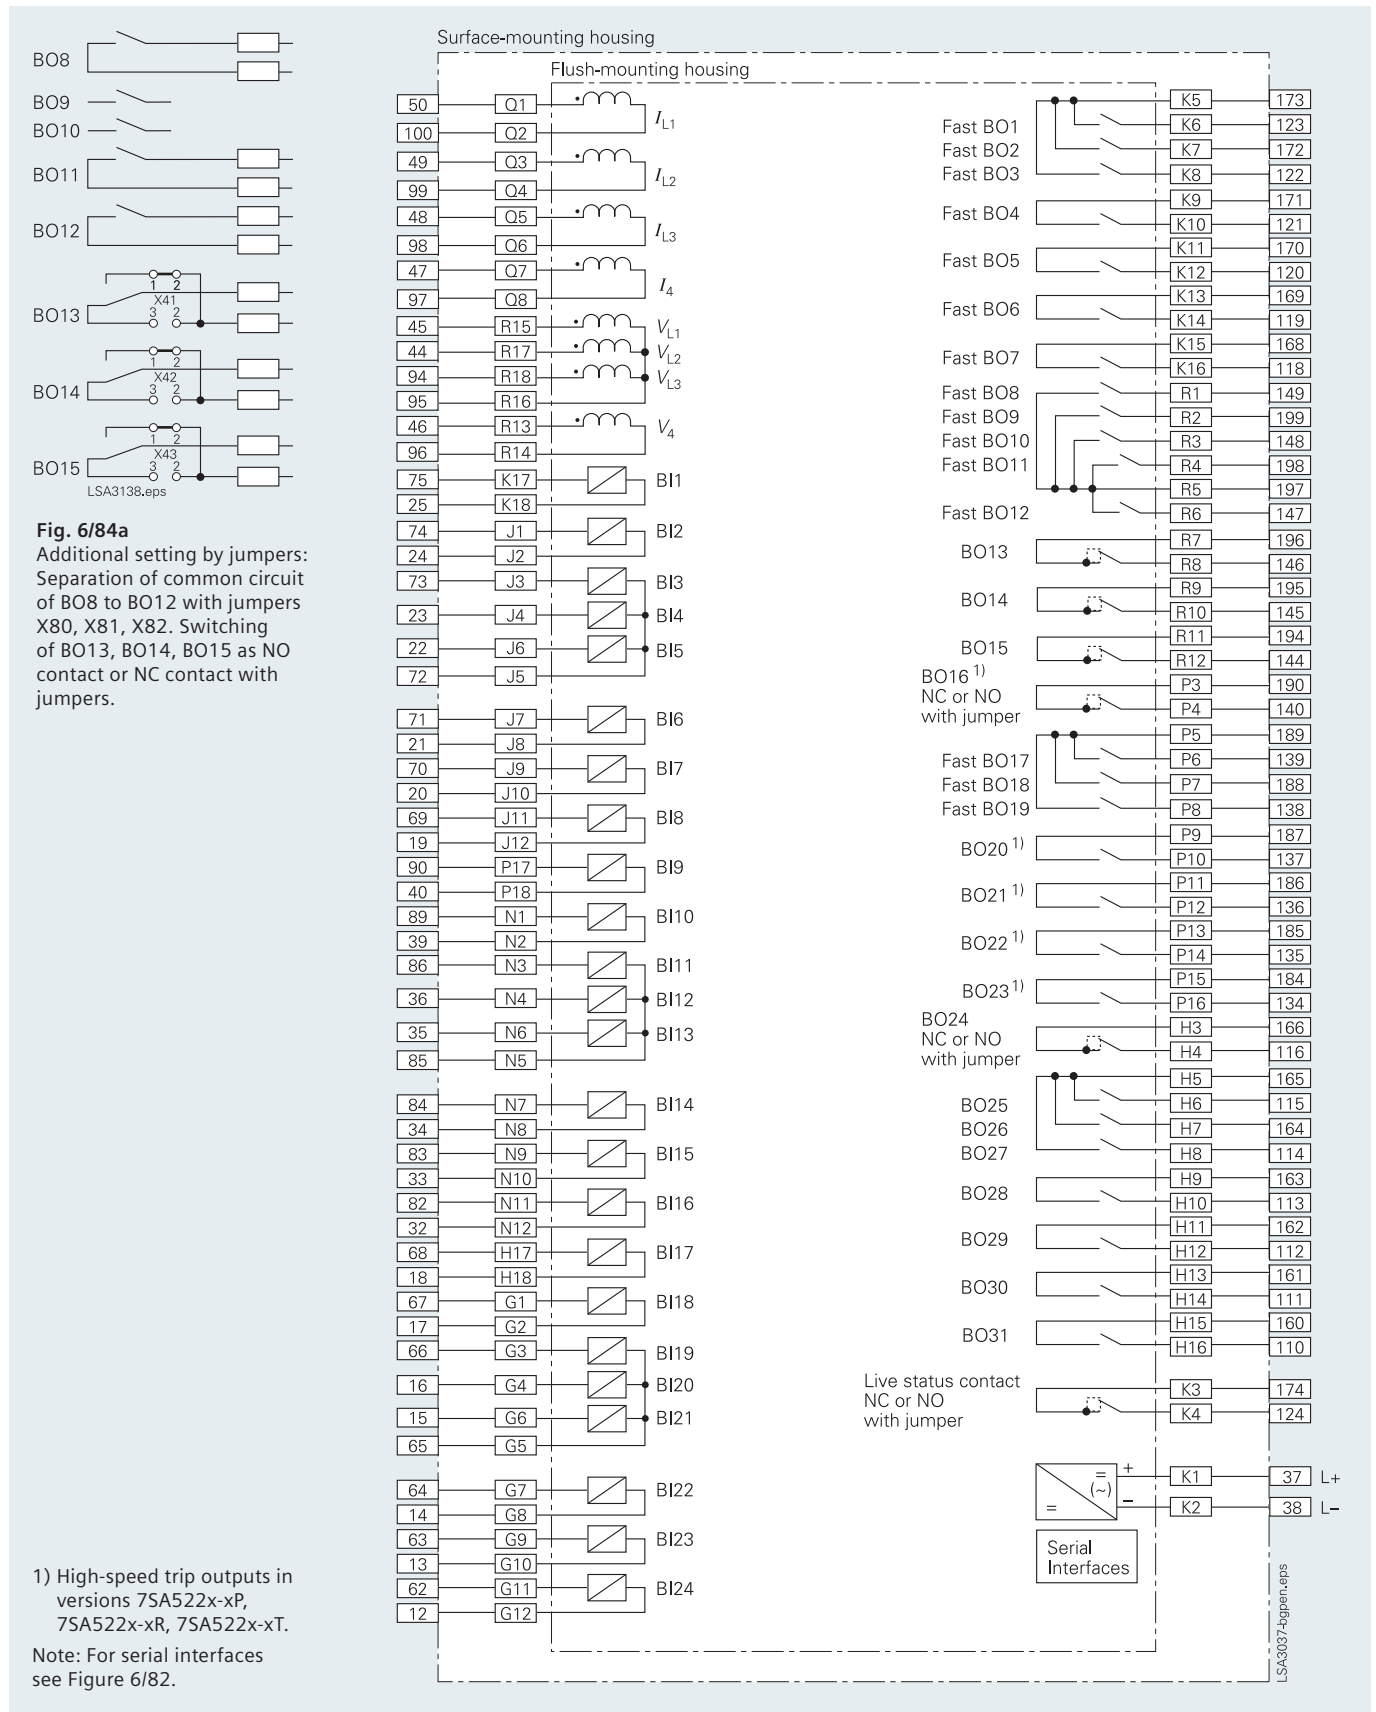 Surface-mounting housing
Flush-mounting housing
BO8
BO9
BO10
BO11
BO12
BO13
1 2
X41
3 2
BO14
1 2
X42
3 2
BO15
1 2
X43
3 2
LSA3138.eps
Fig. 6/84a
Additional setting by jumpers:
Separation of common circuit
of BO8 to BO12 with jumpers
X80, X81, X82. Switching
of BO13, BO14, BO15 as NO
contact or NC contact with
jumpers.
50 Q1
100 Q2
IL1
49 Q3
99 Q4
IL2
48 Q5
98 Q6
IL3
47 Q7
97 Q8
I4
45 R15 VL1
44 R17 VL2
94 R18 VL3
95 R16
46 R13 V4
96 R14
75 K17 BI1
25 K18
74 J1 BI2
24 J2
73 J3 BI3
23 J4 BI4
22 J6 BI5
72 J5
71 J7 BI6
21 J8
70 J9 BI7
20 J10
69 J11 BI8
19 J12
90 P17 BI9
40 P18
89 N1 BI10
39 N2
86 N3 BI11
36 N4 BI12
35 N6 BI13
85 N5
84 N7 BI14
34 N8
83 N9 BI15
33 N10
82 N11 BI16
32 N12
68 H17 BI17
18 H18
67 G1 BI18
17 G2
66 G3 BI19
16 G4 BI20
15 G6 BI21
65 G5
64 G7 BI22
14 G8
63 G9 BI23
13 G10
62 G11 BI24
12 G12
K5 173
Fast BO1 K6 123
Fast BO2 K7 172
Fast BO3 K8 122
K9 171
Fast BO4 K10 121
K11 170
Fast BO5 K12 120
K13 169
Fast BO6 K14 119
K15 168
Fast BO7 K16 118
Fast BO8 R1 149
Fast BO9 R2 199
Fast BO10 R3 148
Fast BO11 R4 198
R5 197
Fast BO12 R6 147
R7 196
BO13 R8 146
R9 195
BO14 R10 145
R11 194
BO15 R12 144
BO16 1)
NC or NO
with jumper
P3 190
P4 140
P5 189
Fast BO17 P6 139
Fast BO18 P7 188
Fast BO19 P8 138
P9 187
BO20 1) P10 137
P11 186
BO21 1) P12 136
P13 185
BO22 1) P14 135
P15 184
BO23 1) P16 134
BO24
NC or NO
with jumper
H3 166
H4 116
H5 165
BO25 H6 115
BO26 H7 164
BO27 H8 114
H9 163
BO28 H10 113
H11 162
BO29 H12 112
H13 161
BO30 H14 111
H15 160
BO31 H16 110
Live status contact
NC or NO
with jumper
K3 174
K4 124
= (~) =
+ K1 37 L+
– K2 38 L–
Serial
Interfaces
LSA3037-bgpen.eps
1) High-speed trip outputs in
versions 7SA522x-xP,
7SA522x-xR, 7SA522x-xT.
Note: For serial interfaces
see Figure 6/82.